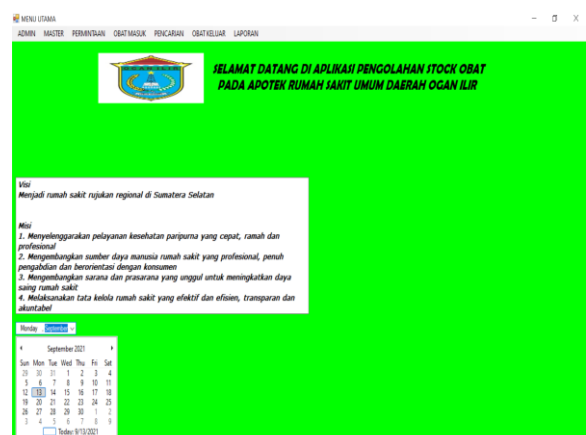 MENU UTAMA
ADMIN MASTER PERMINTAAN OBAT MASUK PENCARIAN OBAT KELUAR LAPORAN
SELAMAT DATANG DI APLIKASI PENGOLAHAN STOCK OBAT
PADA APOTEK RUMAH SAKIT UMUM DAERAH OGAN ILIR
Visi
Menjadi rumah sakit rujukan regional di Sumatera Selatan
Misi
1. Menyelenggarakan pelayanan kesehatan paripurna yang cepat, ramah dan
profesional
2. Mengembangkan sumber daya manusia rumah sakit yang profesional, penuh
pengabdian dan berorientasi dengan konsumen
3. Mengembangkan sarana dan prasarana yang unggul untuk meningkatkan daya
saing rumah sakit
4. Melaksanakan tata kelola rumah sakit yang efektif dan efisien, transparan dan
akuntabel
Monday September
September 2021
Sun Mon Tue Wed Thu Fri Sat
29 30 31 1 2 3 4
5 6 7 8 9 10 11
12 13 14 15 16 17 18
19 20 21 22 23 24 25
26 27 28 29 30 1 2
3 4 5 6 7 8 9
Today: 9/13/2021